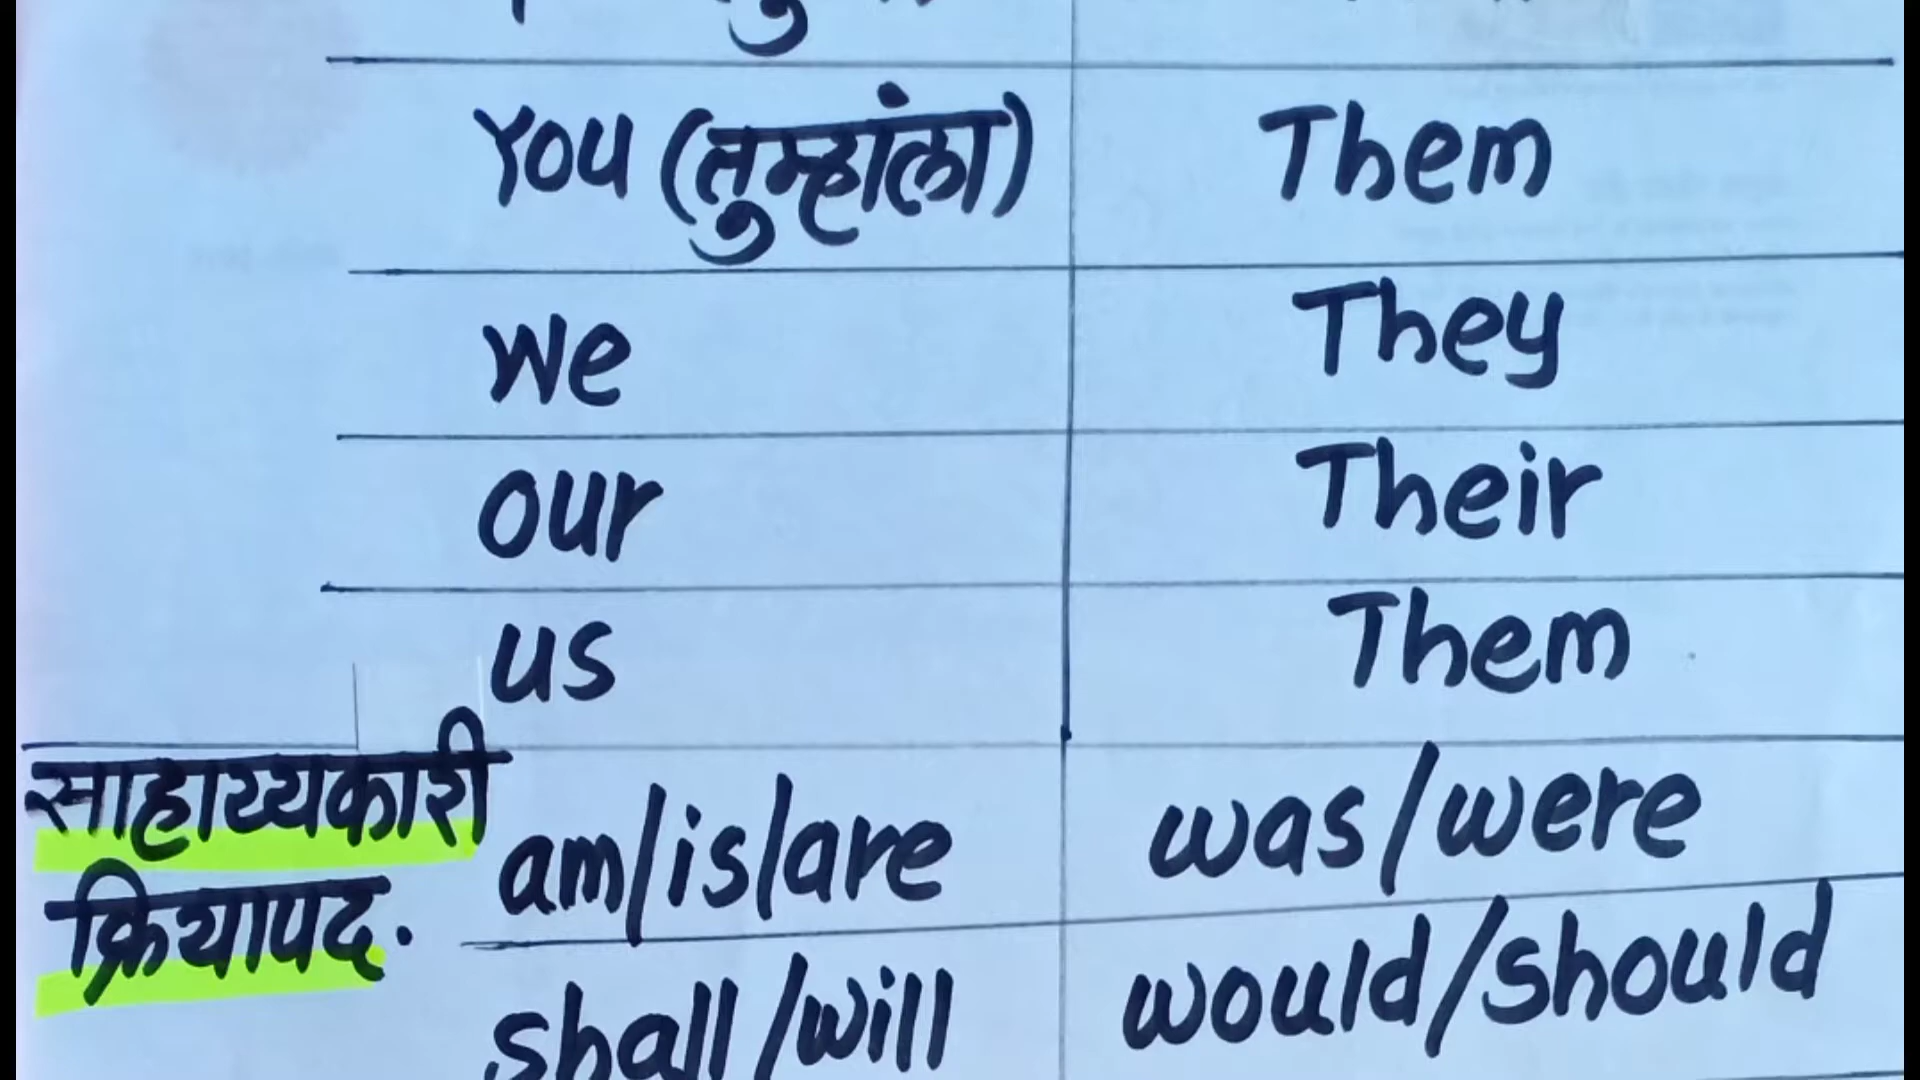 You (तुम्हांला) Them
we They
our Their
us Them
साहाय्यकारी am/is/are was/were
क्रियापद.
shall/will would/should